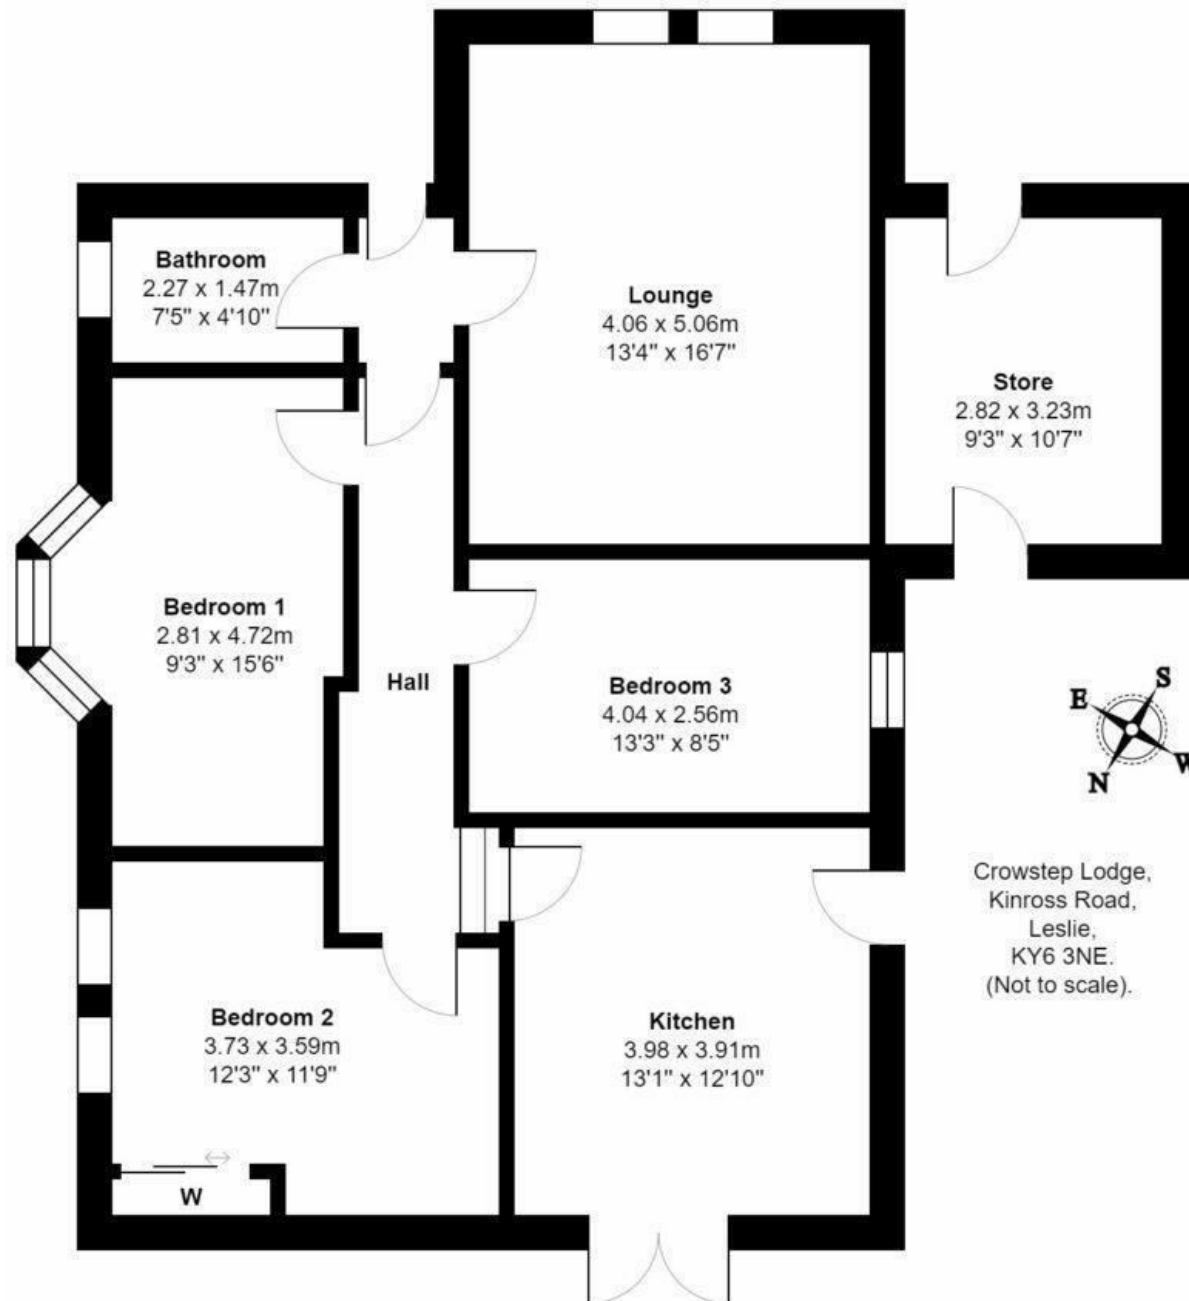 Bathroom
2.27 x 1.47m
7'5" x 4'10"
Lounge
4.06 x 5.06m
13'4" x 16'7"
Store
2.82 x 3.23m
9'3" x 10'7"
Bedroom 1
2.81 x 4.72m
9'3" x 15'6"
Hall
Bedroom 3
4.04 x 2.56m
13'3" x 8'5"
S
E
W
N
Crowstep Lodge,
Kinross Road,
Leslie,
KY6 3NE.
(Not to scale).
Bedroom 2
3.73 x 3.59m
12'3" x 11'9"
Kitchen
3.98 x 3.91m
13'1" x 12'10"
W